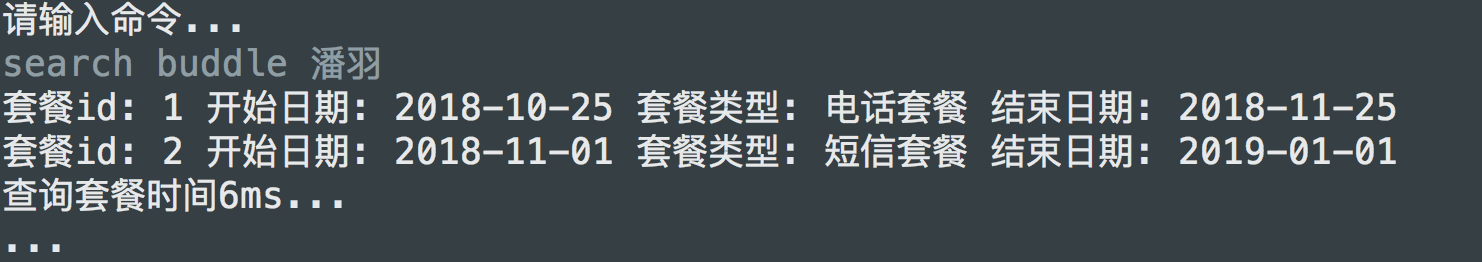 请输入命令...
search buddle 潘羽
套餐id: 1 开始日期: 2018-10-25 套餐类型: 电话套餐 结束日期: 2018-11-25
套餐id: 2 开始日期: 2018-11-01 套餐类型: 短信套餐 结束日期: 2019-01-01
查询套餐时间6ms...
...